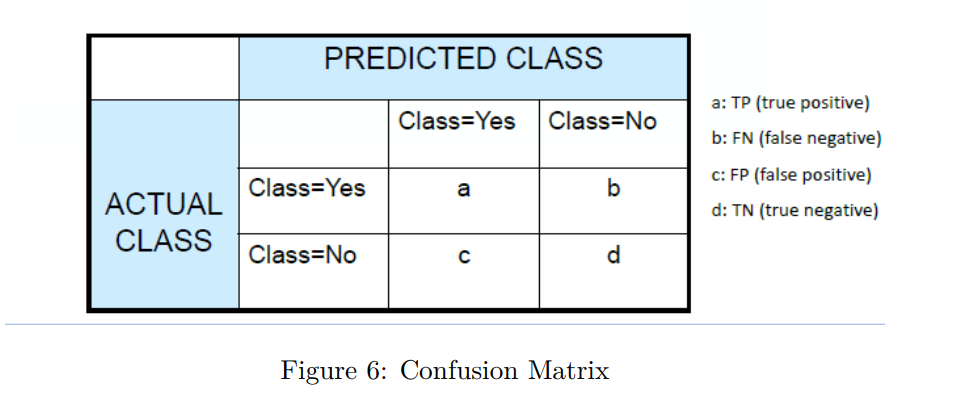 PREDICTED CLASS
Class=Yes Class=No
ACTUAL
CLASS
Class=Yes a b
Class=No c d
a: TP (true positive)
b: FN (false negative)
c: FP (false positive)
d: TN (true negative)
Figure 6: Confusion Matrix